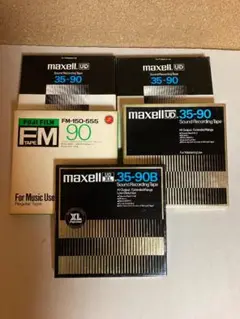 maxell UD
Sound Recording Tape
35-90
maxell UD
Sound Recording Tape
35-90
FUJI FILM
FM
TAPE
FM-150-555
90
For Music Use
Regular Tape
maxell UD
35-90
Sound Recording Tape
maxell UD
XL
35-90B
Sound Recording Tape
XL